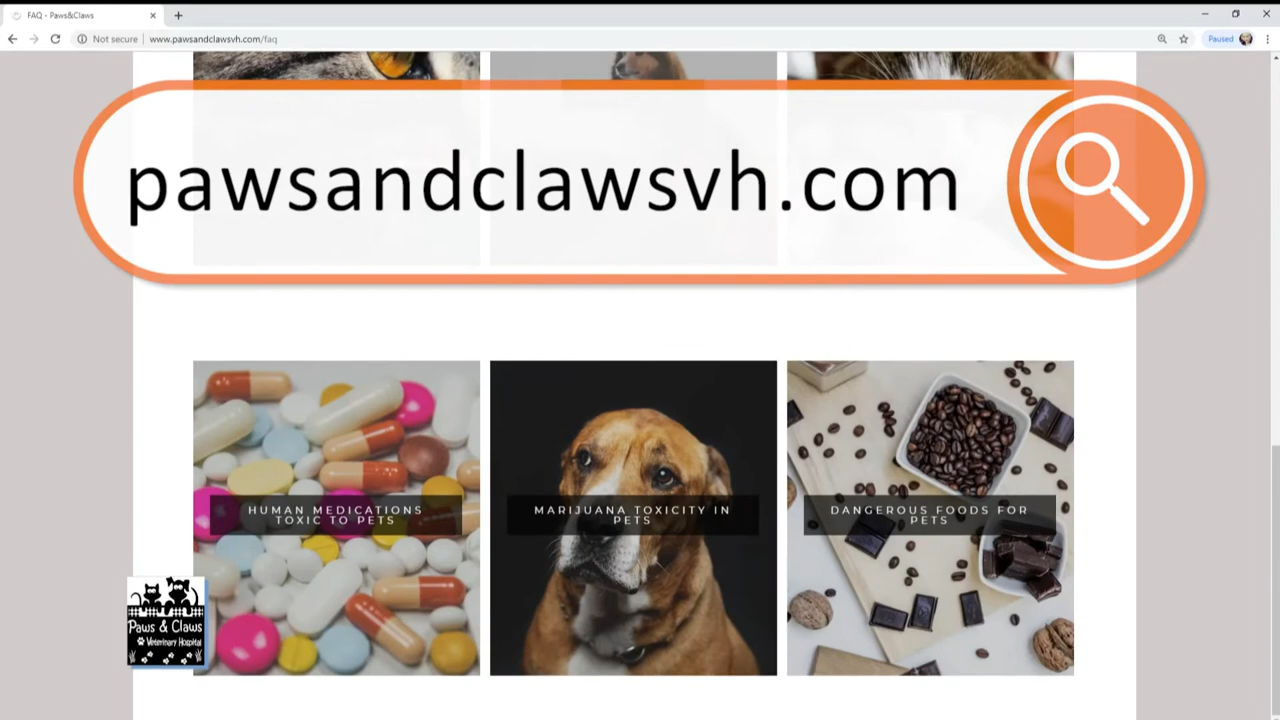 FAQ - Paws&Claws
Not secure
www.pawsandclawsvh.com/faq
Paused
pawsandclawsvh.com
HUMAN MEDICATIONS
TOXIC TO PETS
MARIJUANA TOXICITY IN
PETS
DANGEROUS FOODS FOR
PETS
Paws & Claws
Veterinary Hospital